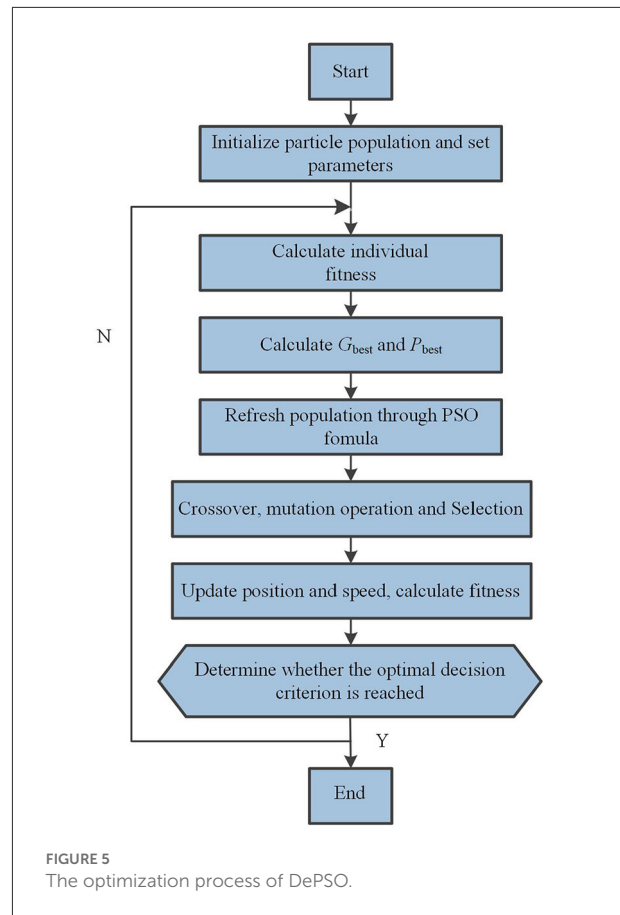 Start
Initialize particle population and set
parameters
Calculate individual
fitness
N
Calculate Gbest and Pbest
Refresh population through PSO
fomula
Crossover, mutation operation and Selection
Update position and speed, calculate fitness
Determine whether the optimal decision
criterion is reached
Y
End
FIGURE 5
The optimization process of DePSO.